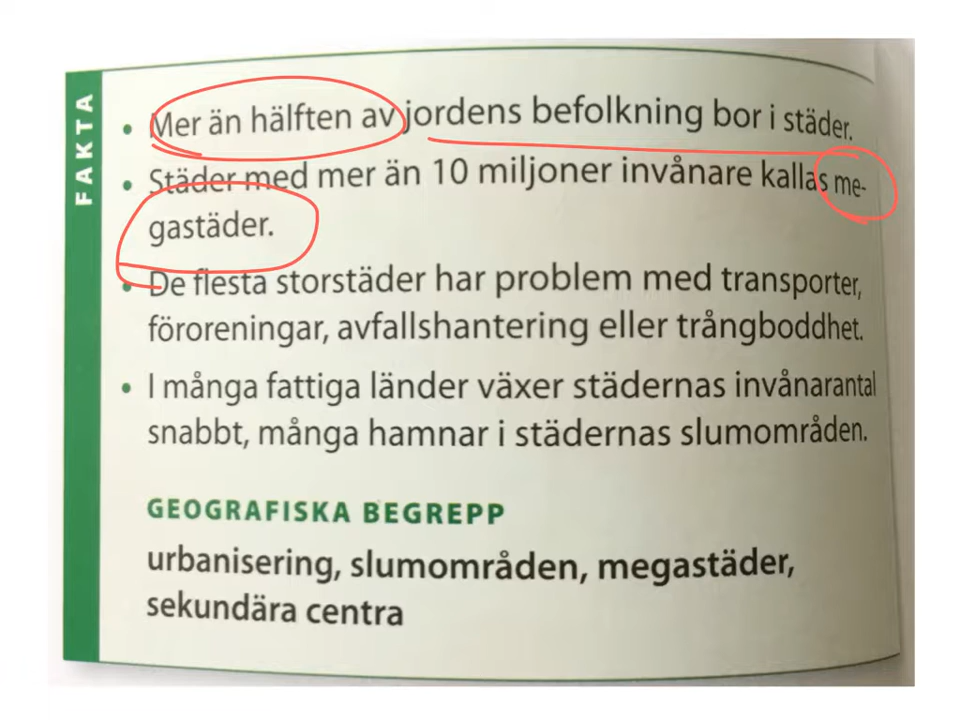 FAKTA
• Mer än hälften av jordens befolkning bor i städer.
• Städer med mer än 10 miljoner invånare kallas me-
gastäder.
• De flesta storstäder har problem med transporter,
föroreningar, avfallshantering eller trångboddhet.
• I många fattiga länder växer städernas invånarantal
snabbt, många hamnar i städernas slumområden.
GEOGRAFISKA BEGREPP
urbanisering, slumområden, megastäder,
sekundära centra